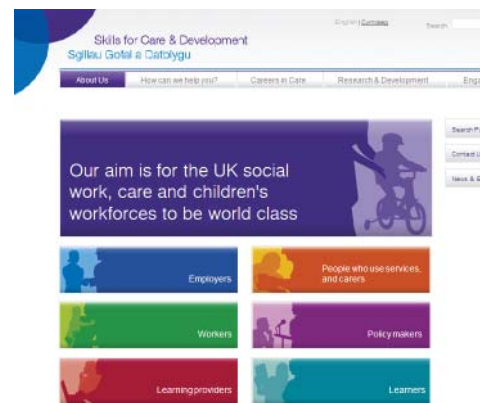 English | Cymraeg Search
Skills for Care & Development
Sgiliau Gofal a Datblygu
About Us How can we help you? Careers in Care Research & Development Enga
Search F
Our aim is for the UK social
work, care and children's
workforces to be world class
Contact U
News & E
Employers
People who use services,
and carers
Workers
Policy makers
Learning providers
Learners